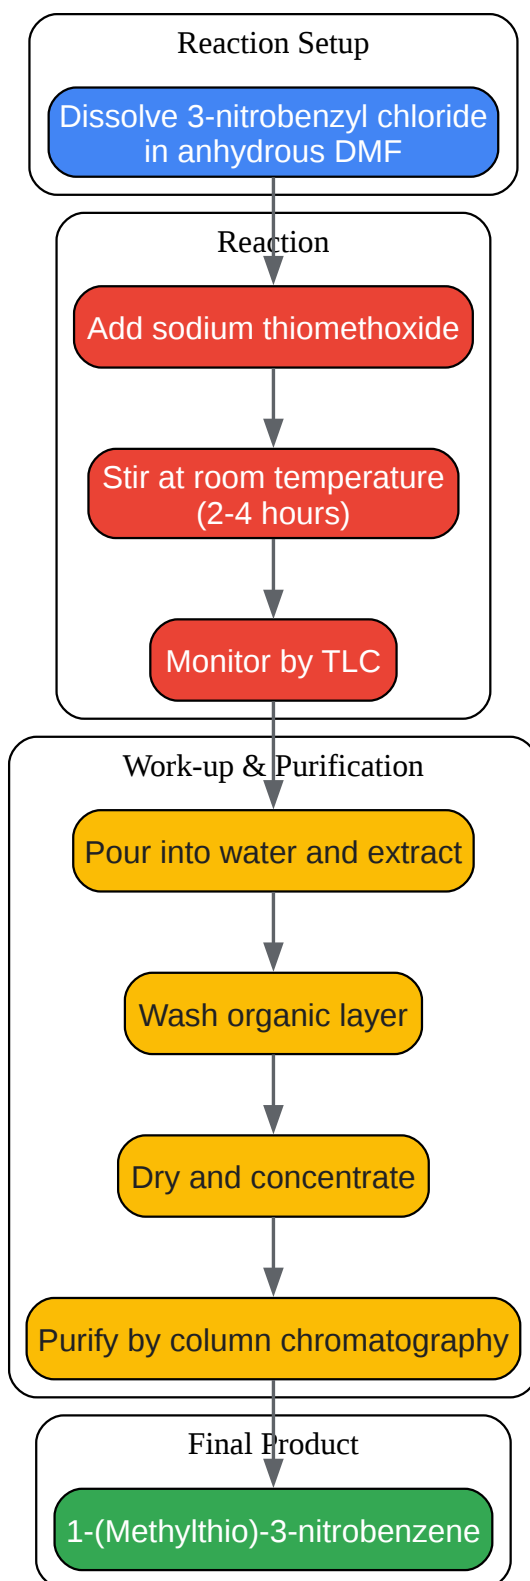 Reaction Setup
Dissolve 3-nitrobenzyl chloride
in anhydrous DMF
Reaction
Add sodium thiomethoxide
Stir at room temperature
(2-4 hours)
Monitor by TLC
Work-up & Purification
Pour into water and extract
Wash organic layer
Dry and concentrate
Purify by column chromatography
Final Product
1-(Methylthio)-3-nitrobenzene